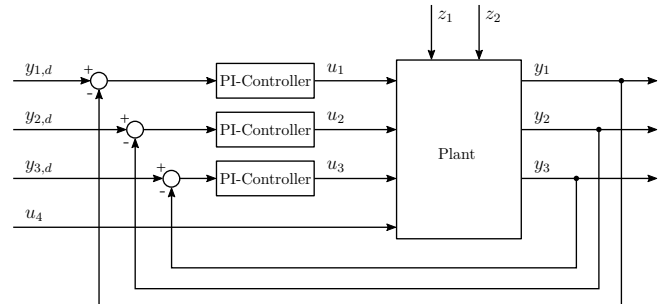 z₁ z₂
y₁,d + - PI-Controller u₁ y₁
y₂,d + - PI-Controller u₂ y₂
Plant
y₃,d + - PI-Controller u₃ y₃
u₄